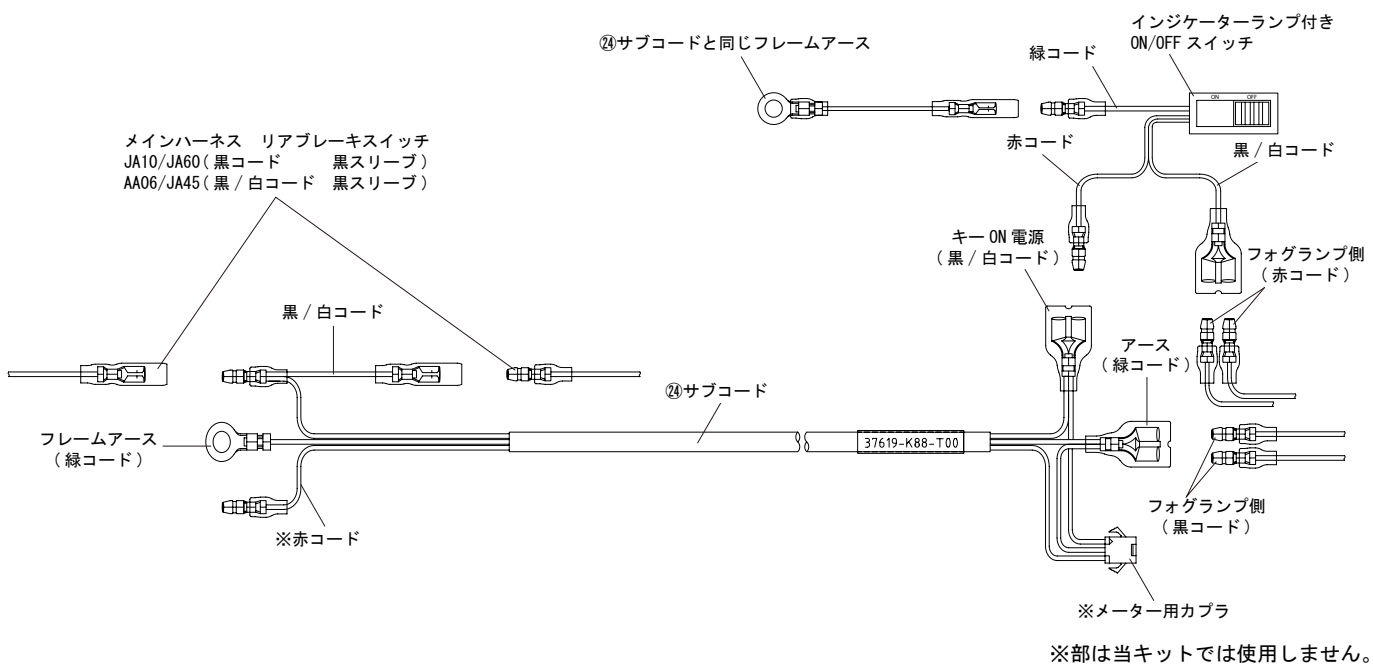 インジケーターランプ付き
ON/OFF スイッチ
㉔サブコードと同じフレームアース
緑コード
ON OFF
メインハーネス　リアブレーキスイッチ
JA10/JA60(黒コード　　黒スリーブ)
AA06/JA45(黒/白コード　黒スリーブ)
赤コード
黒/白コード
キー ON 電源
(黒/白コード)
フォグランプ側
(赤コード)
黒/白コード
アース
(緑コード)
㉔サブコード
フレームアース
(緑コード)
37619-K88-T00
フォグランプ側
(黒コード)
※赤コード
※メーター用カプラ
※部は当キットでは使用しません。